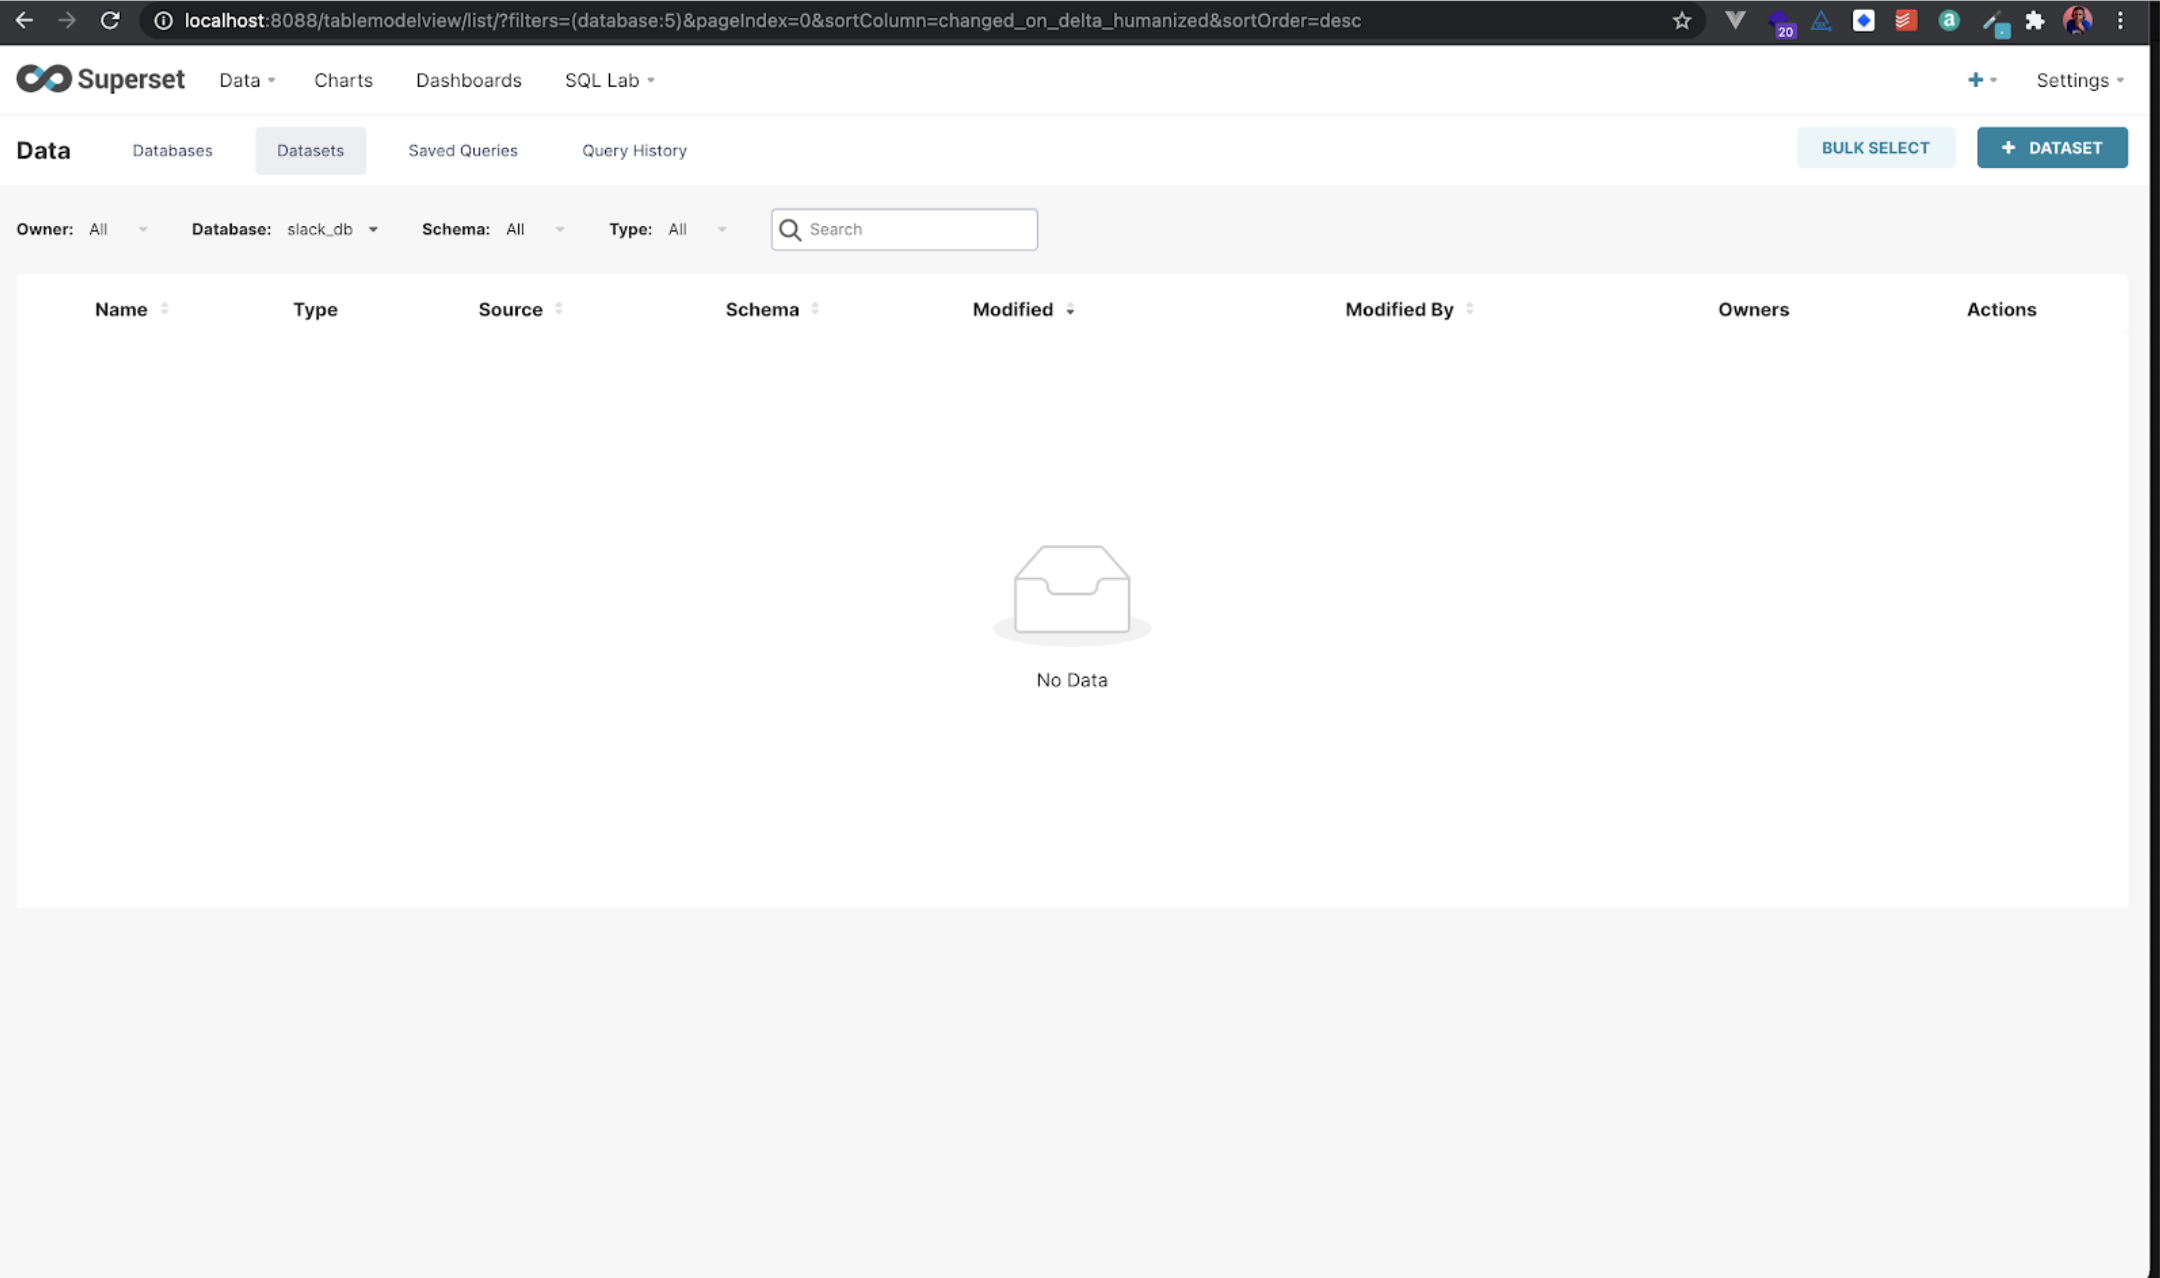 localhost:8088/tablemodelview/list/?filters=(database:5)&pageIndex=0&sortColumn=changed_on_delta_humanized&sortOrder=desc
20
a
Superset Data Charts Dashboards SQL Lab + Settings
Data Databases Datasets Saved Queries Query History BULK SELECT + DATASET
Owner: All Database: slack_db Schema: All Type: All Search
Name Type Source Schema Modified Modified By Owners Actions
No Data